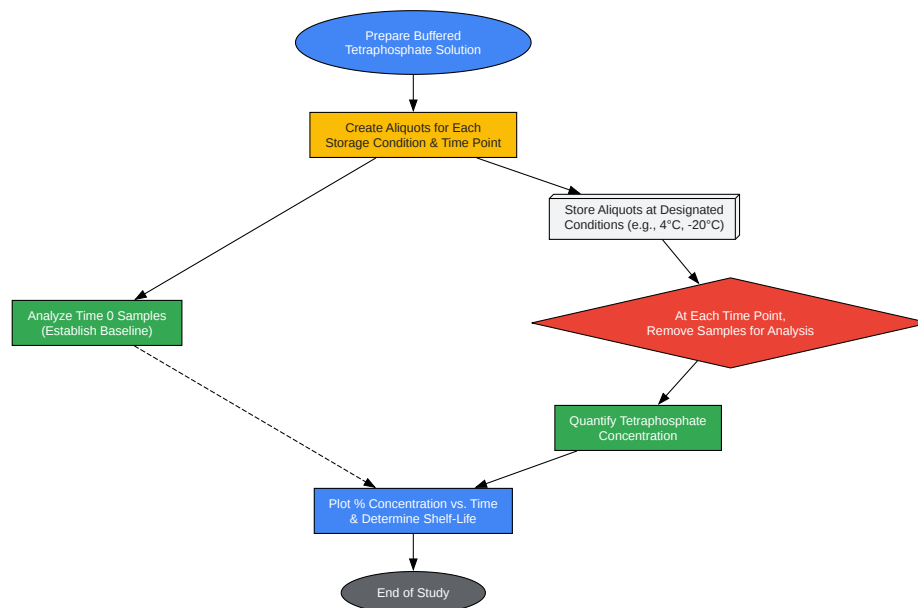 Prepare Buffered
Tetraphosphate Solution
Create Aliquots for Each
Storage Condition & Time Point
Store Aliquots at Designated
Conditions (e.g., 4°C, -20°C)
Analyze Time 0 Samples
(Establish Baseline)
At Each Time Point,
Remove Samples for Analysis
Quantify Tetraphosphate
Concentration
Plot % Concentration vs. Time
& Determine Shelf-Life
End of Study